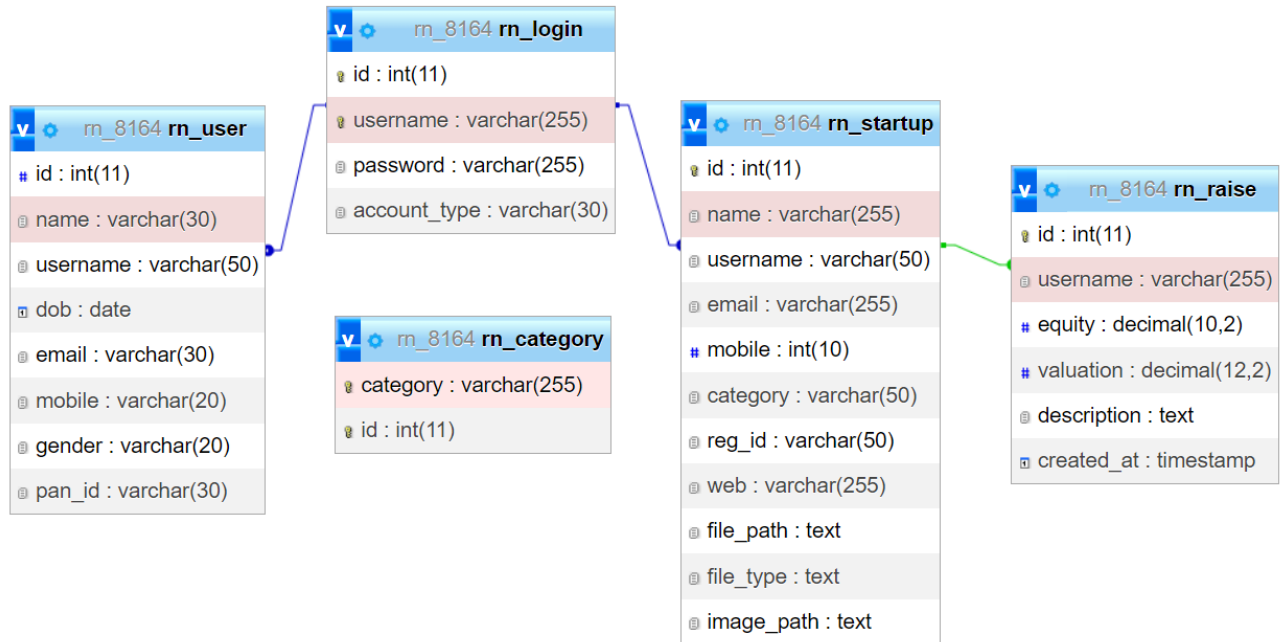 v rn_8164 rn_user
id : int(11)
name : varchar(30)
username : varchar(50)
dob : date
email : varchar(30)
mobile : varchar(20)
gender : varchar(20)
pan_id : varchar(30)
v rn_8164 rn_login
id : int(11)
username : varchar(255)
password : varchar(255)
account_type : varchar(30)
v rn_8164 rn_category
category : varchar(255)
id : int(11)
v rn_8164 rn_startup
id : int(11)
name : varchar(255)
username : varchar(50)
email : varchar(255)
# mobile : int(10)
category : varchar(50)
reg_id : varchar(50)
web : varchar(255)
file_path : text
file_type : text
image_path : text
v rn_8164 rn_raise
id : int(11)
username : varchar(255)
# equity : decimal(10,2)
# valuation : decimal(12,2)
description : text
created_at : timestamp